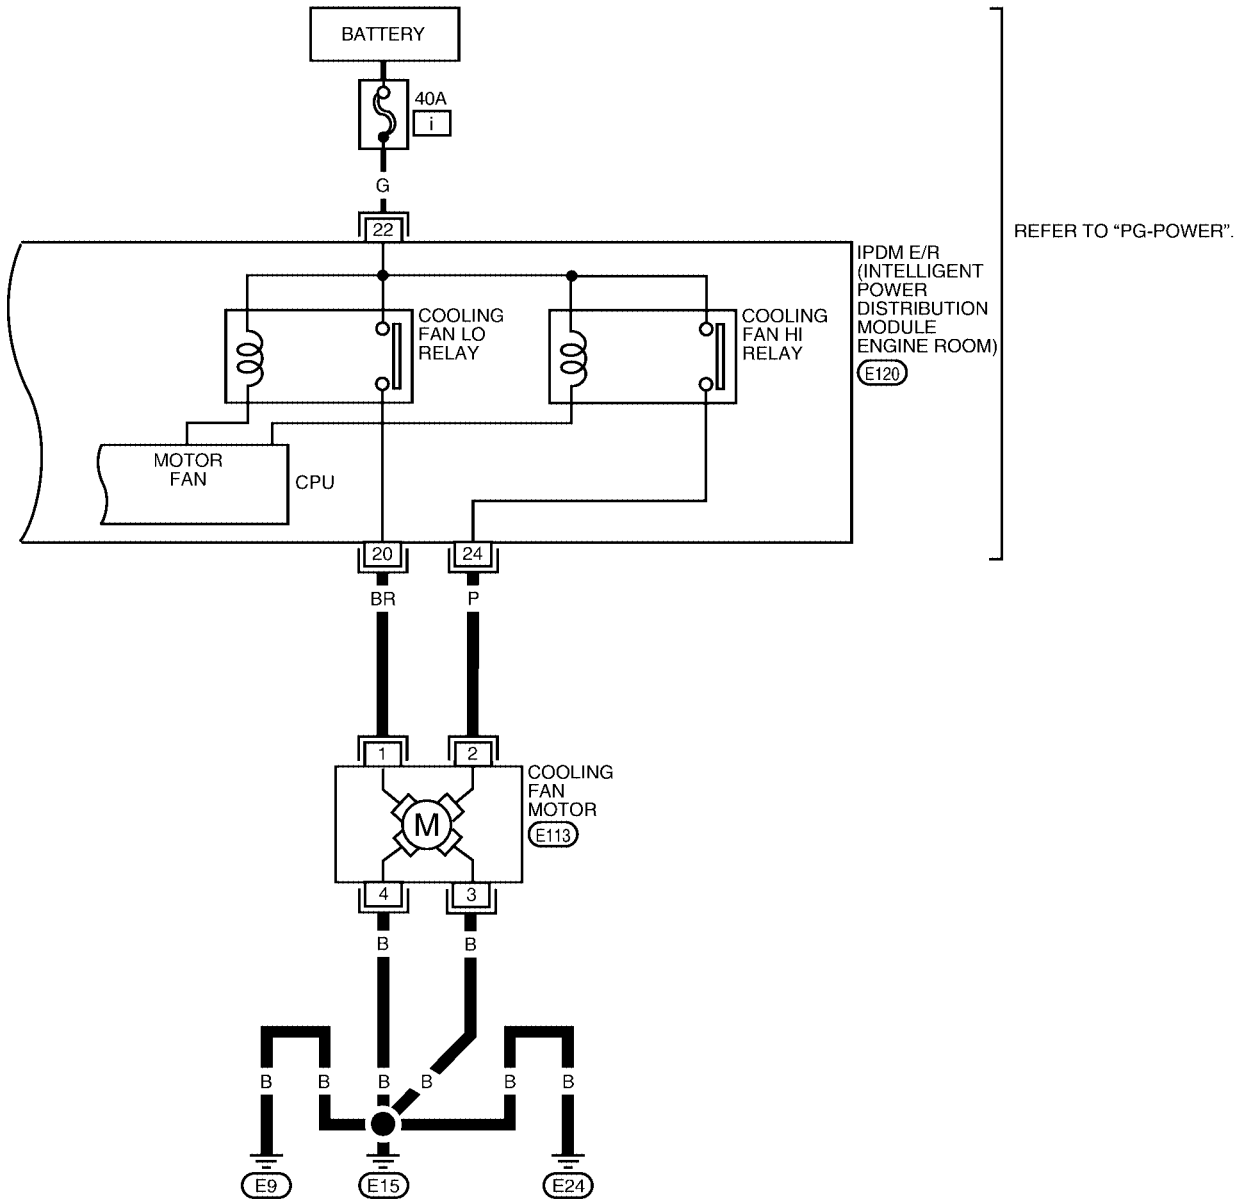 BATTERY
40A
i
G
22
REFER TO “PG-POWER”.
IPDM E/R
(INTELLIGENT
POWER
DISTRIBUTION
MODULE
ENGINE ROOM)
E120
COOLING
FAN LO
RELAY
COOLING
FAN HI
RELAY
MOTOR
FAN
CPU
20
24
BR
P
1
2
COOLING
FAN
MOTOR
E113
M
4
3
B
B
B
B
B
B
B
B
E9
E15
E24